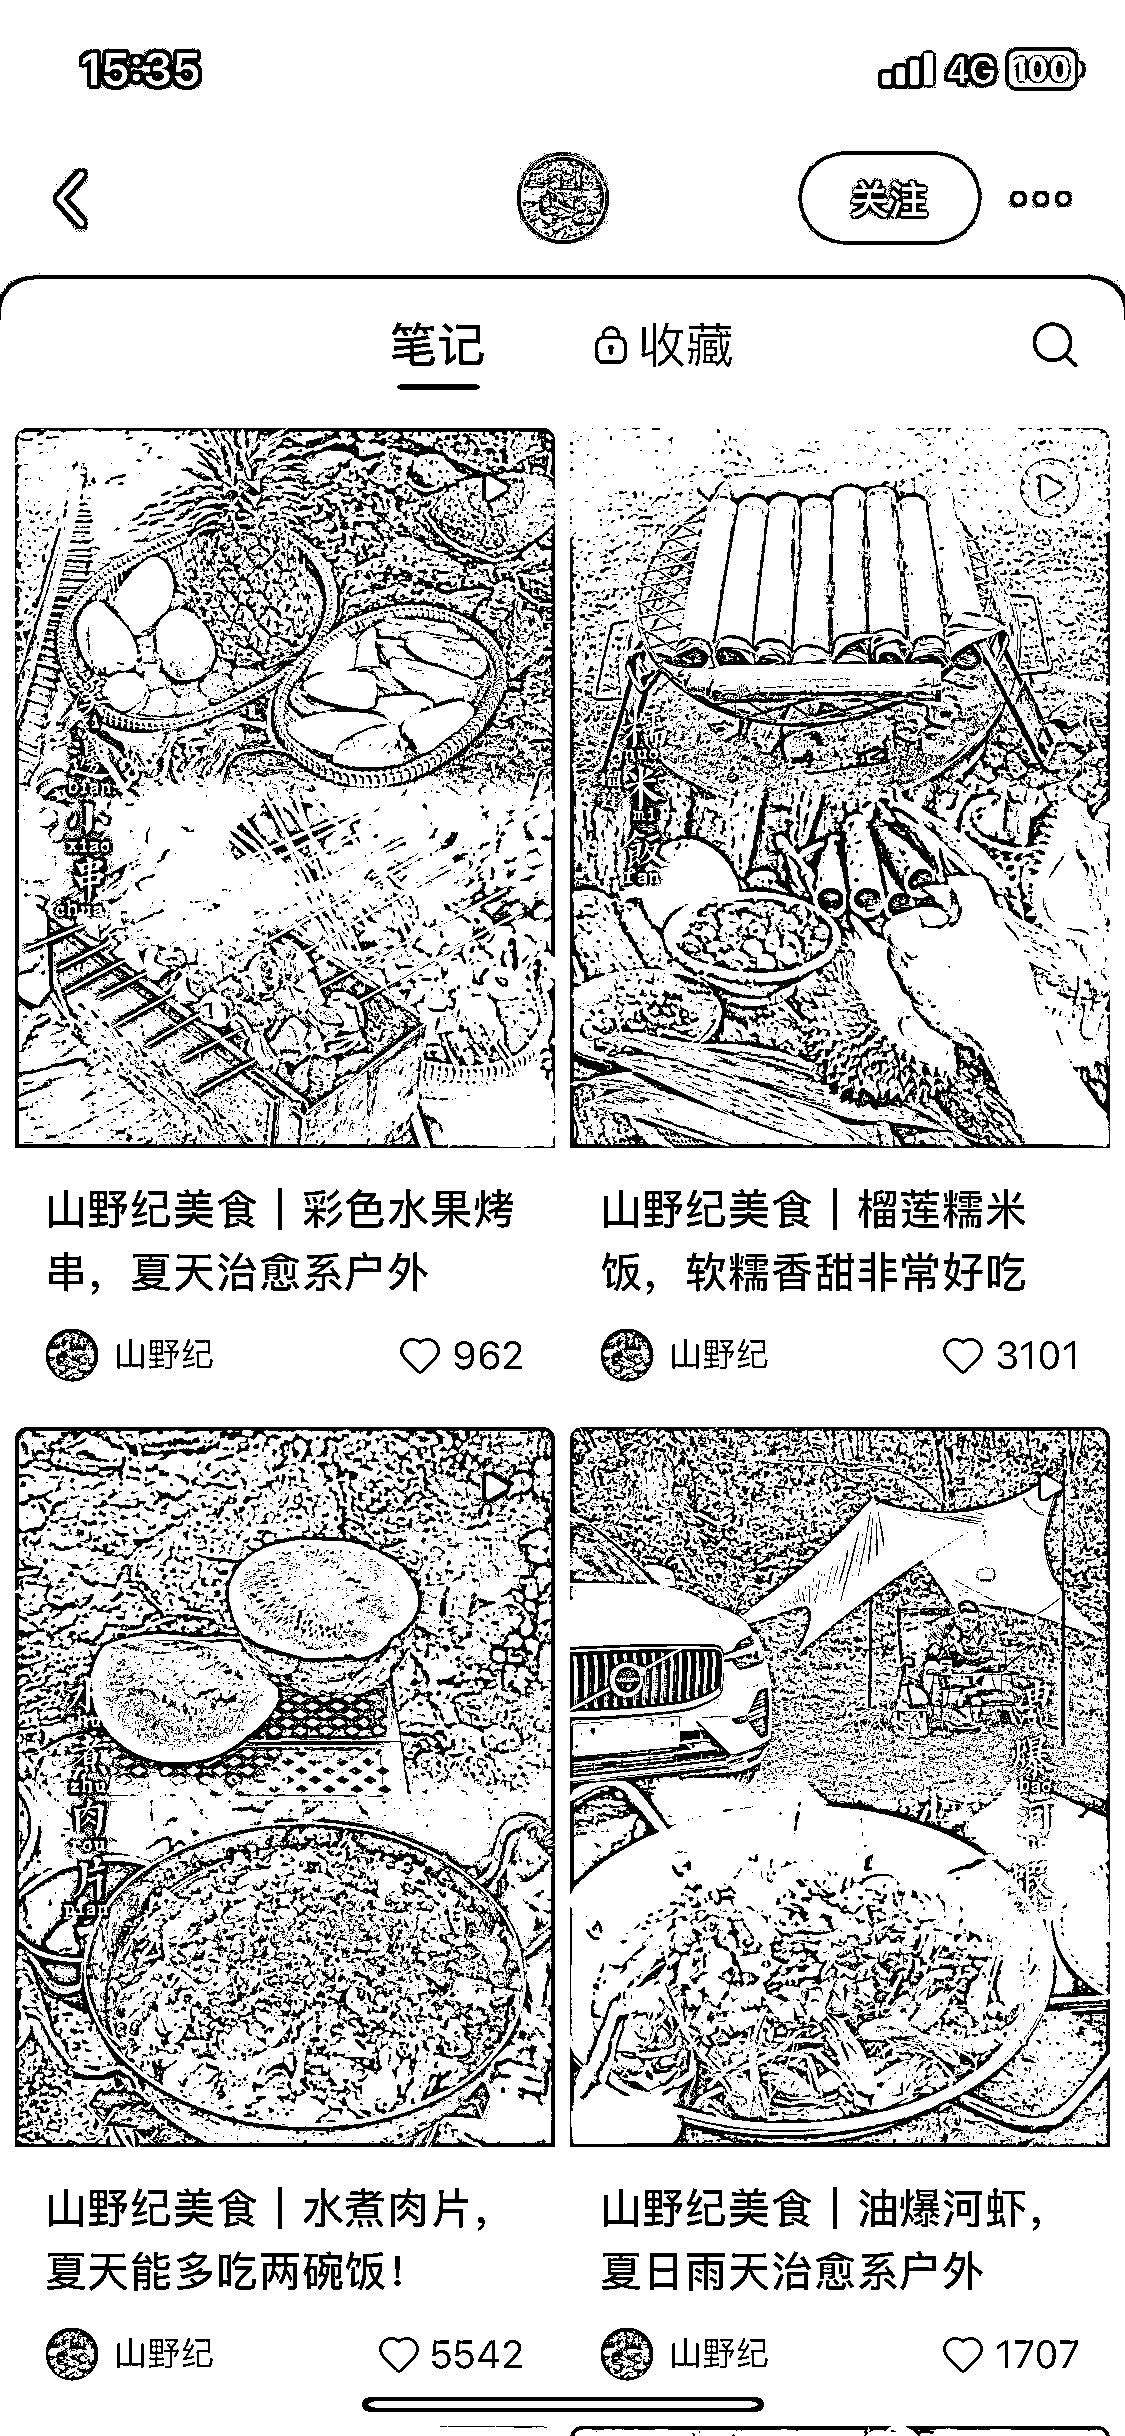 15:35
4G 100
关注
笔记 收藏
bian
小
xiao
串
chuan
米
mi
饭
fan
山野纪美食｜彩色水果烤
串，夏天治愈系户外
山野纪 962
山野纪美食｜榴莲糯米
饭，软糯香甜非常好吃
山野纪 3101
煮
zhu
肉
rou
片
pian
爆
bao
河
虾
山野纪美食｜水煮肉片，
夏天能多吃两碗饭！
山野纪 5542
山野纪美食｜油爆河虾，
夏日雨天治愈系户外
山野纪 1707